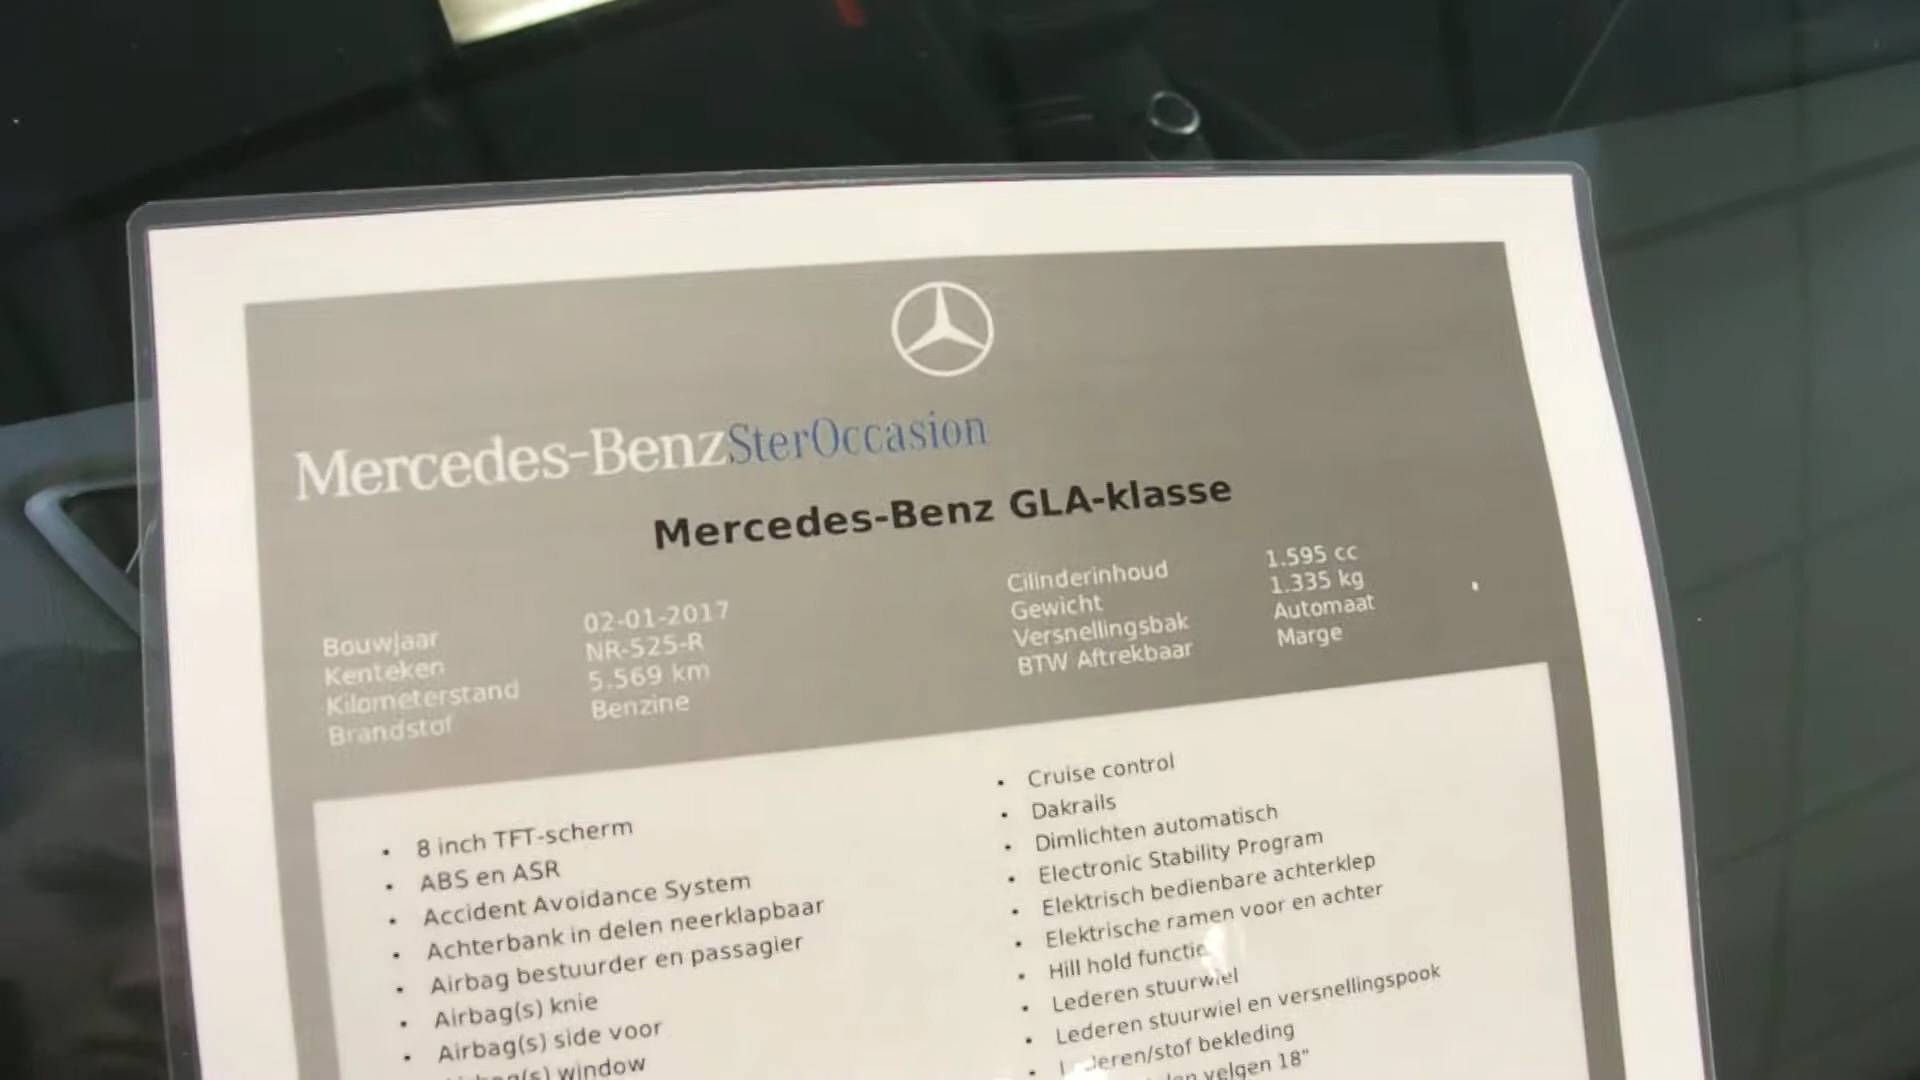 Mercedes-Benz SterOccasion
Mercedes-Benz GLA-klasse
Bouwjaar 02-01-2017
Kenteken NR-525-R
Kilometerstand 5.569 km
Brandstof Benzine
Cilinderinhoud 1.595 cc
Gewicht 1.335 kg
Versnellingsbak Automaat
BTW Aftrekbaar Marge
• 8 inch TFT-scherm
• ABS en ASR
• Accident Avoidance System
• Achterbank in delen neerklapbaar
• Airbag bestuurder en passagier
• Airbag(s) knie
• Airbag(s) side voor
window
• Cruise control
• Dakrails
• Dimlichten automatisch
• Electronic Stability Program
• Elektrisch bedienbare achterklep
• Elektrische ramen voor en achter
• Hill hold functie
• Lederen stuurwiel
• Lederen stuurwiel en versnellingspook
• Lederen/stof bekleding
velgen 18"